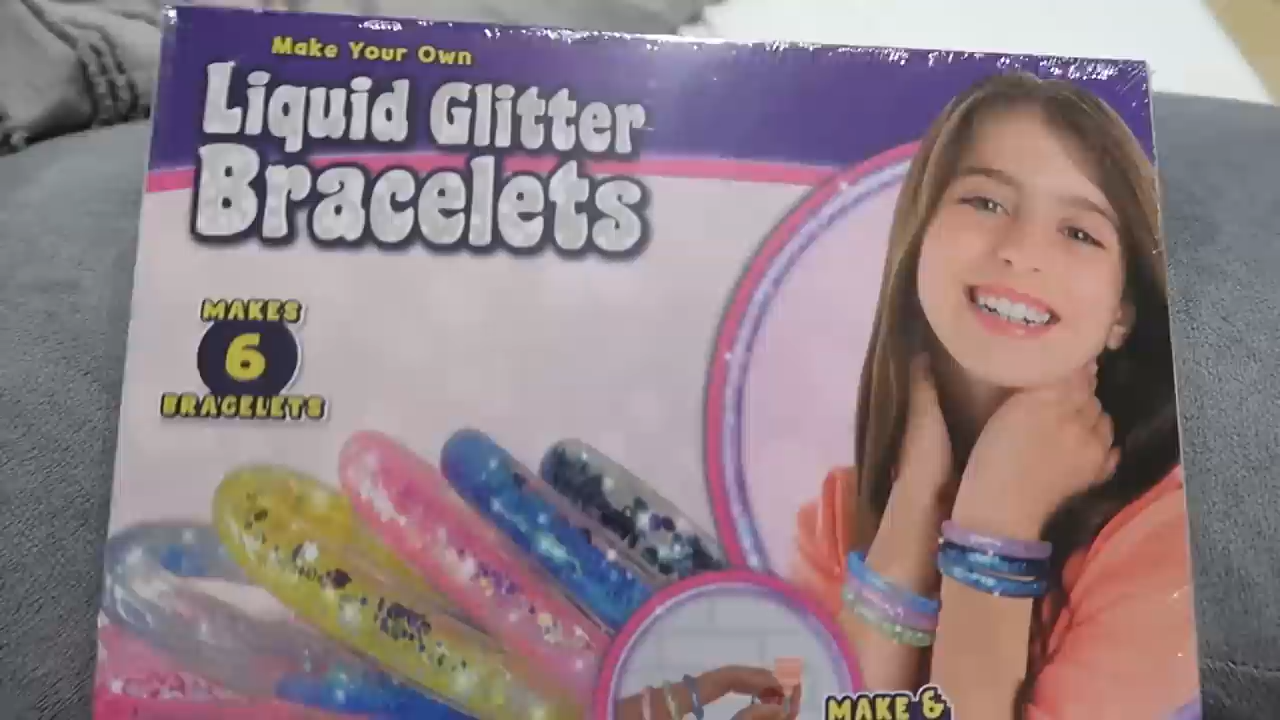 Make Your Own
Liquid Glitter
Bracelets
MAKES
6
BRACELETS
MAKE &